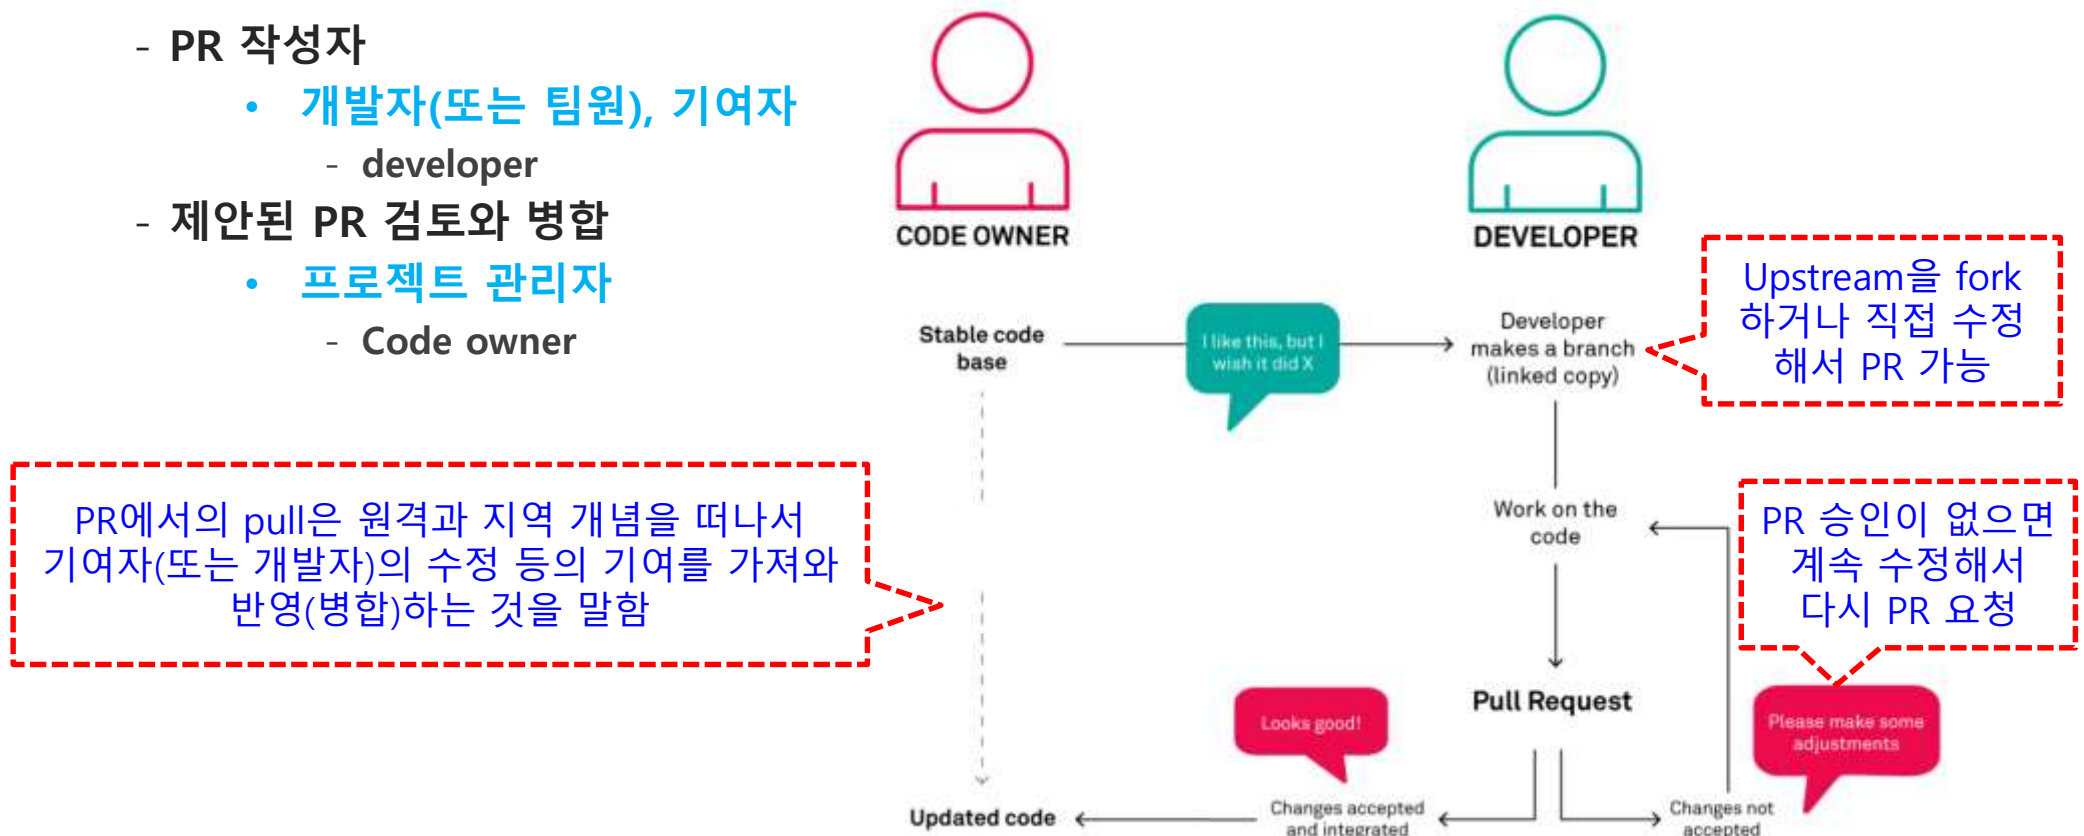 - PR 작성자
• 개발자(또는 팀원), 기여자
- developer
- 제안된 PR 검토와 병합
• 프로젝트 관리자
- Code owner
CODE OWNER
DEVELOPER
Upstream을 fork
하거나 직접 수정
해서 PR 가능
Stable code
base
I like this, but I
wish it did X
Developer
makes a branch
(linked copy)
PR에서의 pull은 원격과 지역 개념을 떠나서
기여자(또는 개발자)의 수정 등의 기여를 가져와
반영(병합)하는 것을 말함
Work on the
code
PR 승인이 없으면
계속 수정해서
다시 PR 요청
Pull Request
Looks good!
Please make some
adjustments
Updated code
Changes accepted
and integrated
Changes not
accepted